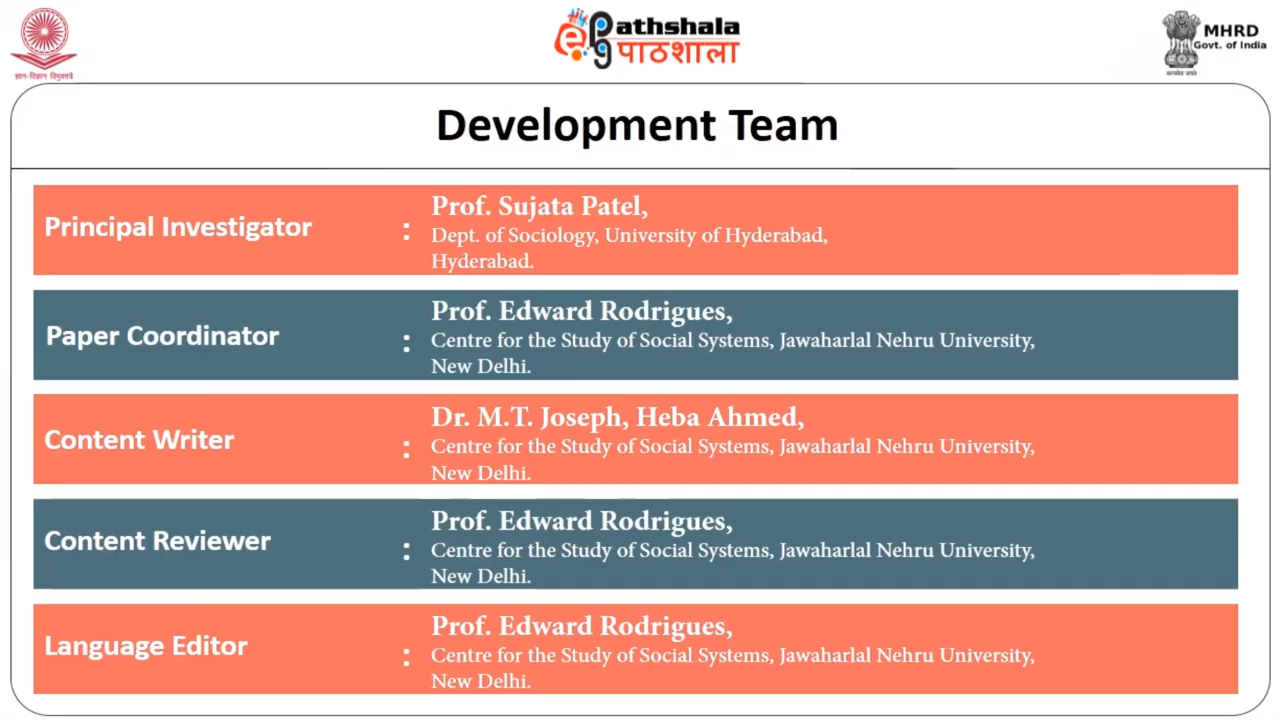 ज्ञान-विज्ञान विमुक्तये
ePathshala
पाठशाला
MHRD
Govt. of India
सत्यमेव जयते
Development Team
Principal Investigator : Prof. Sujata Patel,
Dept. of Sociology, University of Hyderabad,
Hyderabad.
Paper Coordinator : Prof. Edward Rodrigues,
Centre for the Study of Social Systems, Jawaharlal Nehru University,
New Delhi.
Content Writer : Dr. M.T. Joseph, Heba Ahmed,
Centre for the Study of Social Systems, Jawaharlal Nehru University,
New Delhi.
Content Reviewer : Prof. Edward Rodrigues,
Centre for the Study of Social Systems, Jawaharlal Nehru University,
New Delhi.
Language Editor : Prof. Edward Rodrigues,
Centre for the Study of Social Systems, Jawaharlal Nehru University,
New Delhi.